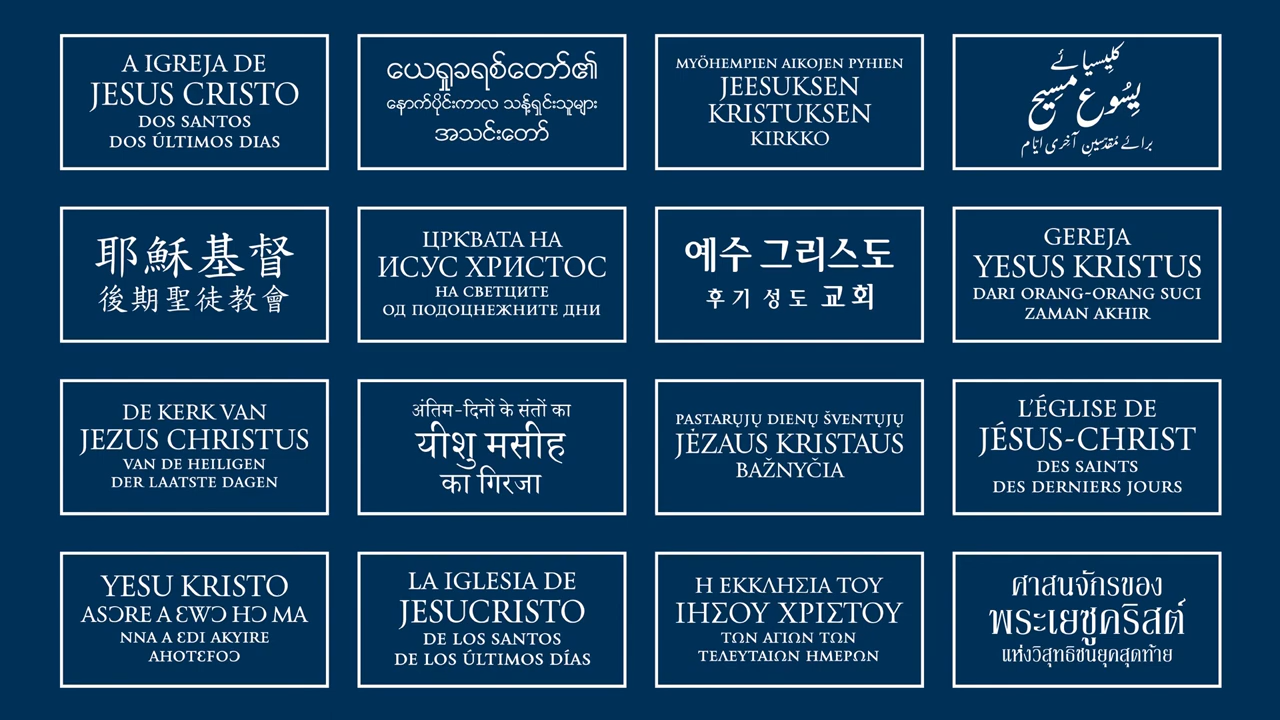 A IGREJA DE
JESUS CRISTO
DOS SANTOS
DOS ÚLTIMOS DIAS
ယေရှုခရစ်တော်၏
နောက်ပိုင်းကာလ သန့်ရှင်းသူများ
အသင်းတော်
MYÖHEMPIEN AIKOJEN PYHIEN
JEESUKSEN
KRISTUKSEN
KIRKKO
کلیِسیائے
یِسُوع مسِیح
برائے مُقدّسینِ آخری ایّام
耶穌基督
後期聖徒教會
ЦРКВАТА НА
ИСУС ХРИСТОС
НА СВЕТЦИТЕ
ОД ПОДОЦНЕЖНИТЕ ДНИ
예수 그리스도
후기 성도 교회
GEREJA
YESUS KRISTUS
DARI ORANG-ORANG SUCI
ZAMAN AKHIR
DE KERK VAN
JEZUS CHRISTUS
VAN DE HEILIGEN
DER LAATSTE DAGEN
अंतिम-दिनों के संतों का
यीशु मसीह
का गिरजा
PASTARŲJŲ DIENŲ ŠVENTŲJŲ
JĖZAUS KRISTAUS
BAŽNYČIA
L'ÉGLISE DE
JÉSUS-CHRIST
DES SAINTS
DES DERNIERS JOURS
YESU KRISTO
ASƆRE A ƐWƆ HƆ MA
NNA A ƐDI AKYIRE
AHOTƐFOƆ
LA IGLESIA DE
JESUCRISTO
DE LOS SANTOS
DE LOS ÚLTIMOS DÍAS
Η ΕΚΚΛΗΣΙΑ ΤΟΥ
ΙΗΣΟΥ ΧΡΙΣΤΟΥ
ΤΩΝ ΑΓΙΩΝ ΤΩΝ
ΤΕΛΕΥΤΑΙΩΝ ΗΜΕΡΩΝ
ศาสนจักรของ
พระเยซูคริสต์
แห่งวิสุทธิชนยุคสุดท้าย